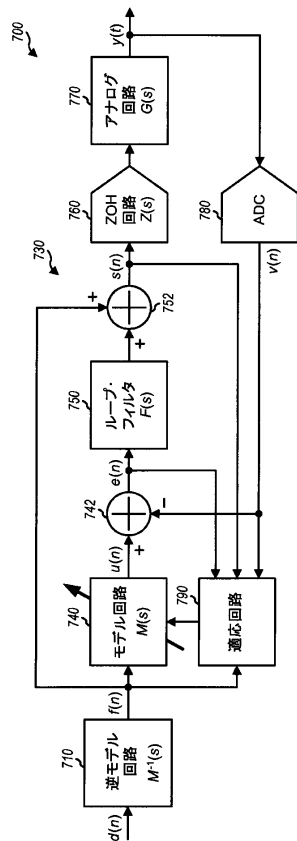 700
730
d(n)
710
逆モデル
回路
M⁻¹(s)
f(n)
740
モデル回路
M(s)
u(n)
+
742
−
e(n)
750
ループ・
フィルタ
F(s)
+
+
752
s(n)
760
ZOH
回路
Z(s)
770
アナログ
回路
G(s)
y(t)
780
ADC
v(n)
790
適応回路